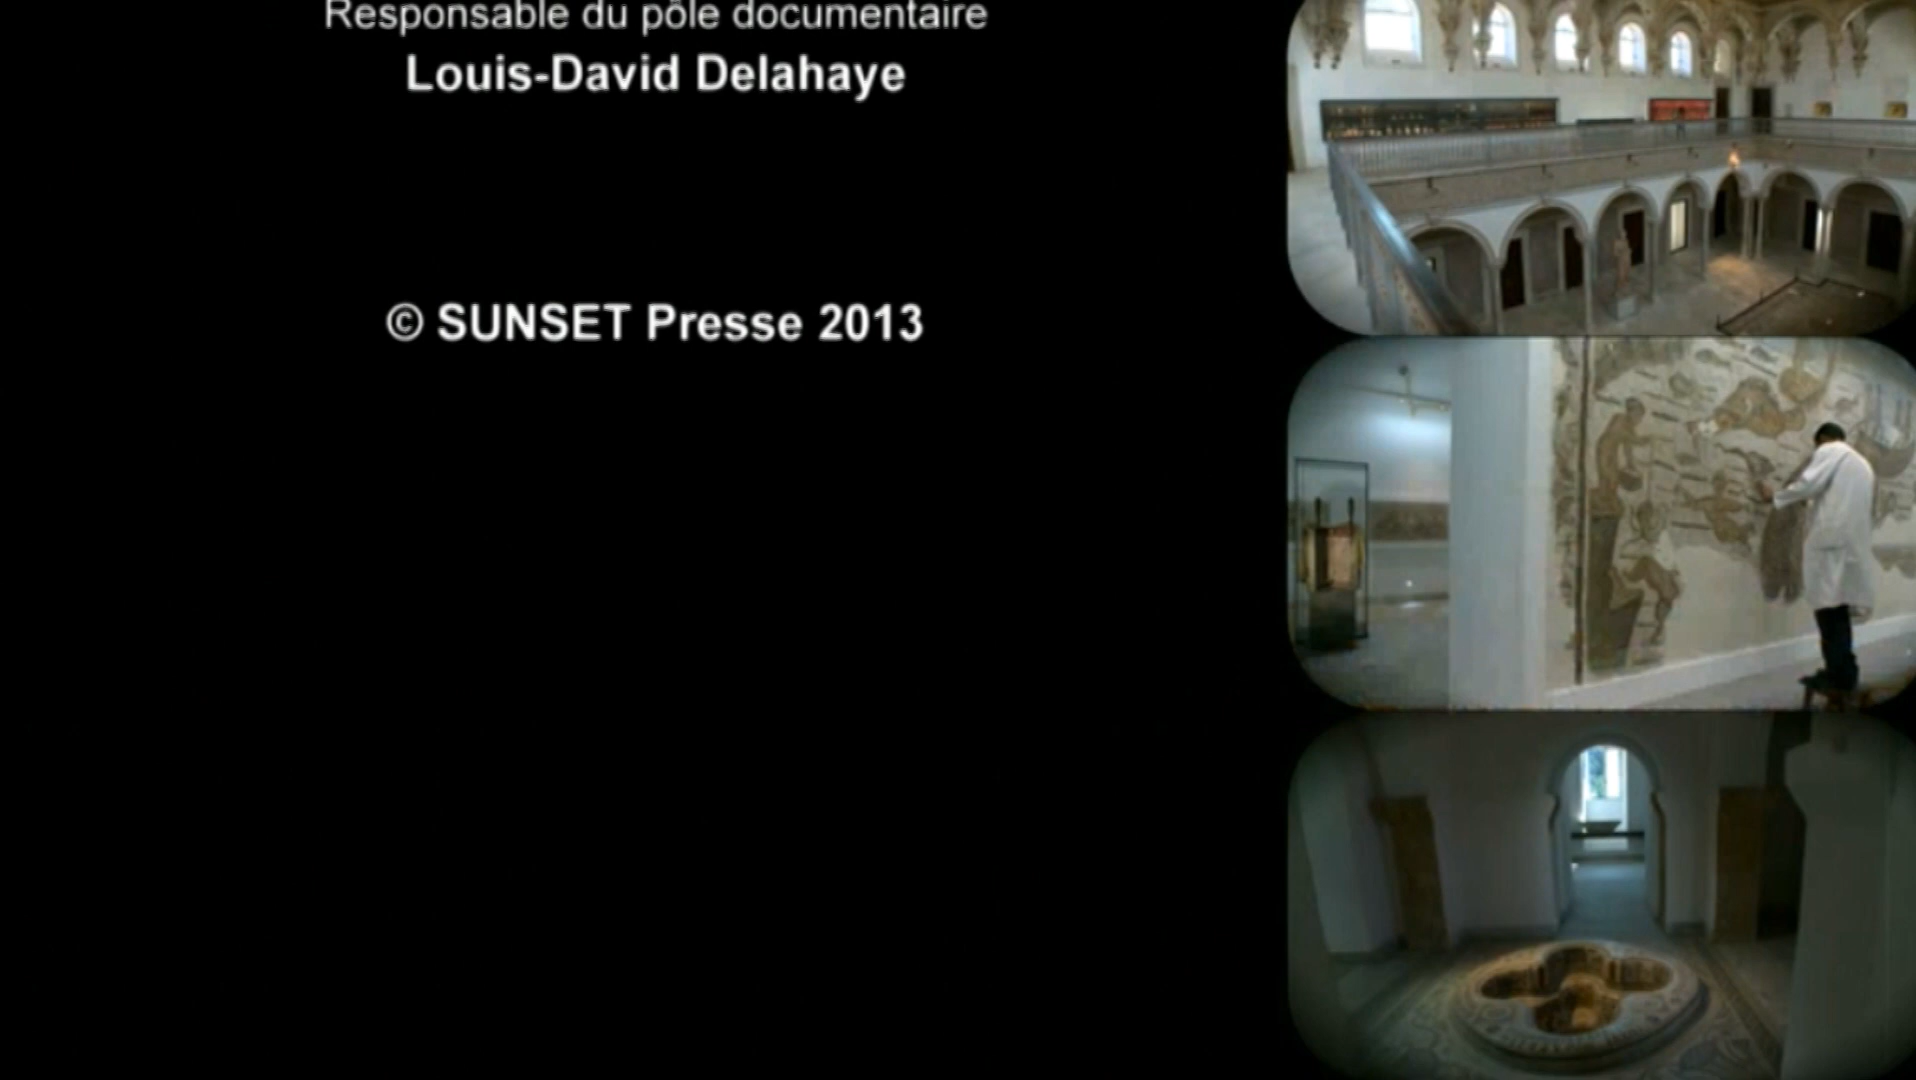 Responsable du pôle documentaire
Louis-David Delahaye
© SUNSET Presse 2013